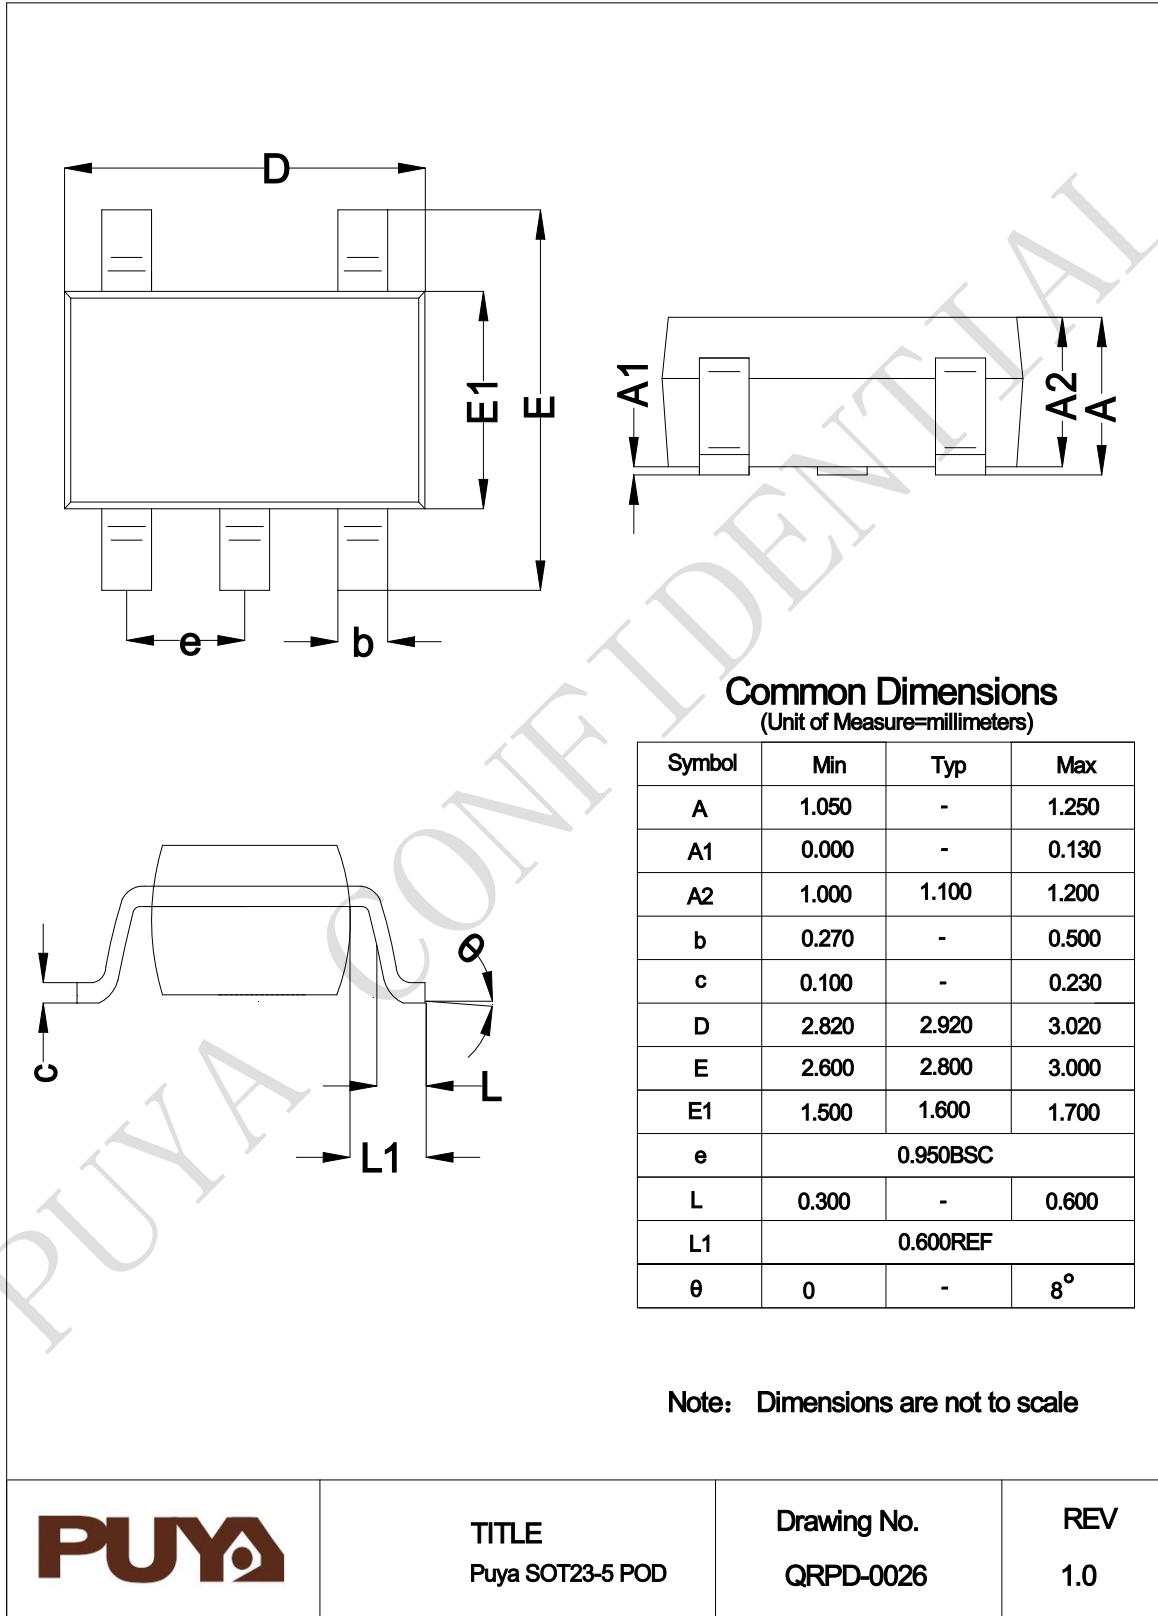 D
E1
E
e
b
A1
A2
A
Common Dimensions
(Unit of Measure=millimeters)
Symbol Min Typ Max
A 1.050 - 1.250
A1 0.000 - 0.130
A2 1.000 1.100 1.200
b 0.270 - 0.500
c 0.100 - 0.230
D 2.820 2.920 3.020
E 2.600 2.800 3.000
E1 1.500 1.600 1.700
e 0.950BSC
L 0.300 - 0.600
L1 0.600REF
θ 0 - 8°
θ
c
L
L1
PUYA CONFIDENTIAL
Note: Dimensions are not to scale
PUYA
TITLE
Puya SOT23-5 POD
Drawing No.
QRPD-0026
REV
1.0